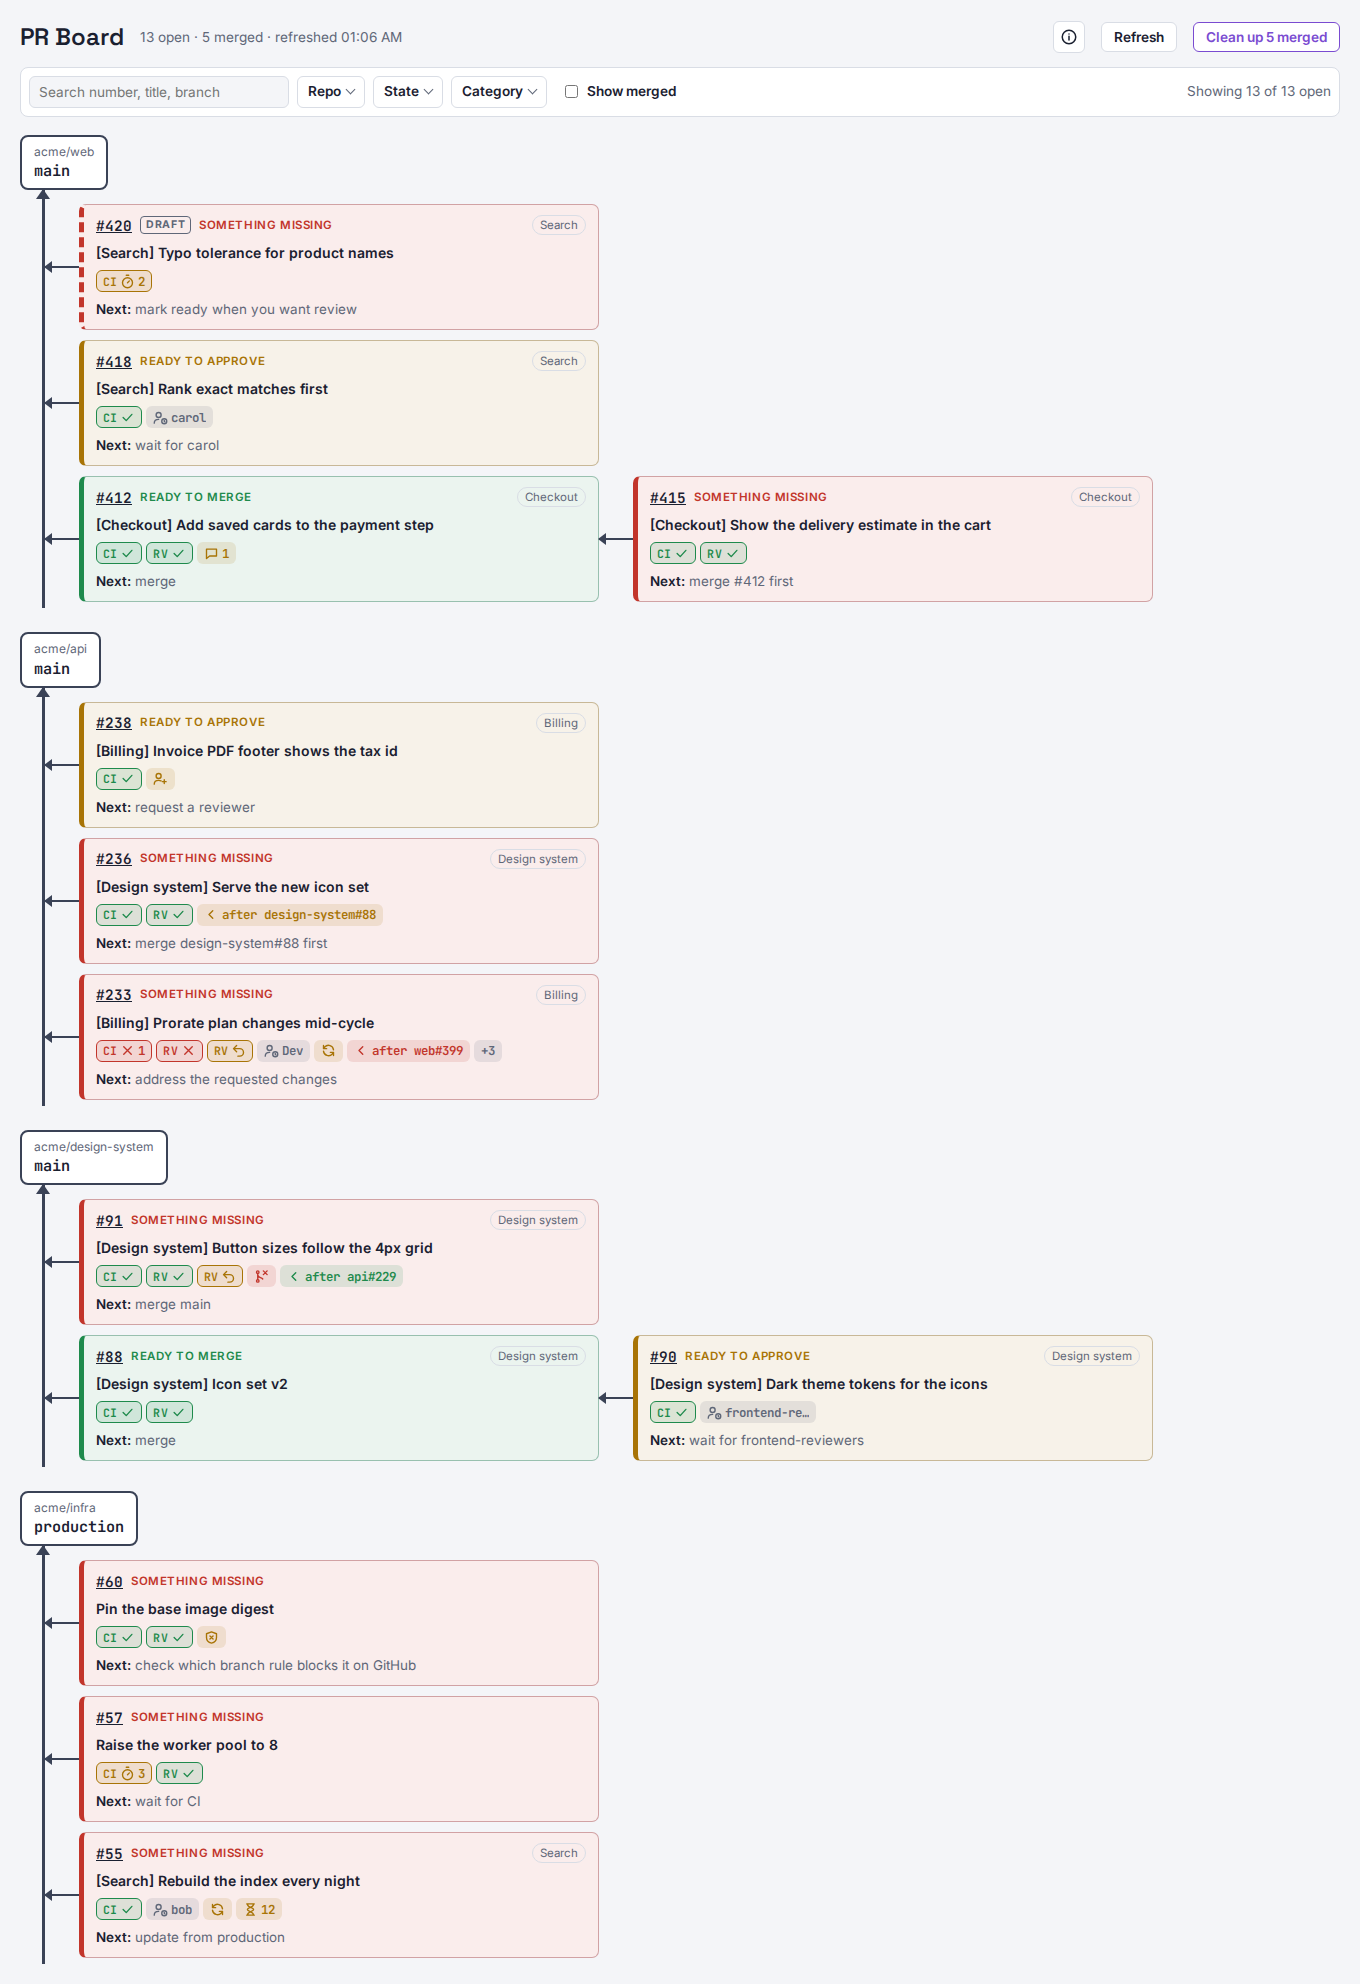 PR Board 13 open · 5 merged · refreshed 01:06 AM Refresh Clean up 5 merged
Search number, title, branch Repo State Category Show merged Showing 13 of 13 open
acme/web
main
#420 DRAFT SOMETHING MISSING Search
[Search] Typo tolerance for product names
CI 2
Next: mark ready when you want review
#418 READY TO APPROVE Search
[Search] Rank exact matches first
CI carol
Next: wait for carol
#412 READY TO MERGE Checkout
[Checkout] Add saved cards to the payment step
CI RV 1
Next: merge
#415 SOMETHING MISSING Checkout
[Checkout] Show the delivery estimate in the cart
CI RV
Next: merge #412 first
acme/api
main
#238 READY TO APPROVE Billing
[Billing] Invoice PDF footer shows the tax id
CI
Next: request a reviewer
#236 SOMETHING MISSING Design system
[Design system] Serve the new icon set
CI RV after design-system#88
Next: merge design-system#88 first
#233 SOMETHING MISSING Billing
[Billing] Prorate plan changes mid-cycle
CI 1 RV RV Dev after web#399 +3
Next: address the requested changes
acme/design-system
main
#91 SOMETHING MISSING Design system
[Design system] Button sizes follow the 4px grid
CI RV RV after api#229
Next: merge main
#88 READY TO MERGE Design system
[Design system] Icon set v2
CI RV
Next: merge
#90 READY TO APPROVE Design system
[Design system] Dark theme tokens for the icons
CI frontend-re…
Next: wait for frontend-reviewers
acme/infra
production
#60 SOMETHING MISSING
Pin the base image digest
CI RV
Next: check which branch rule blocks it on GitHub
#57 SOMETHING MISSING
Raise the worker pool to 8
CI 3 RV
Next: wait for CI
#55 SOMETHING MISSING Search
[Search] Rebuild the index every night
CI bob 12
Next: update from production